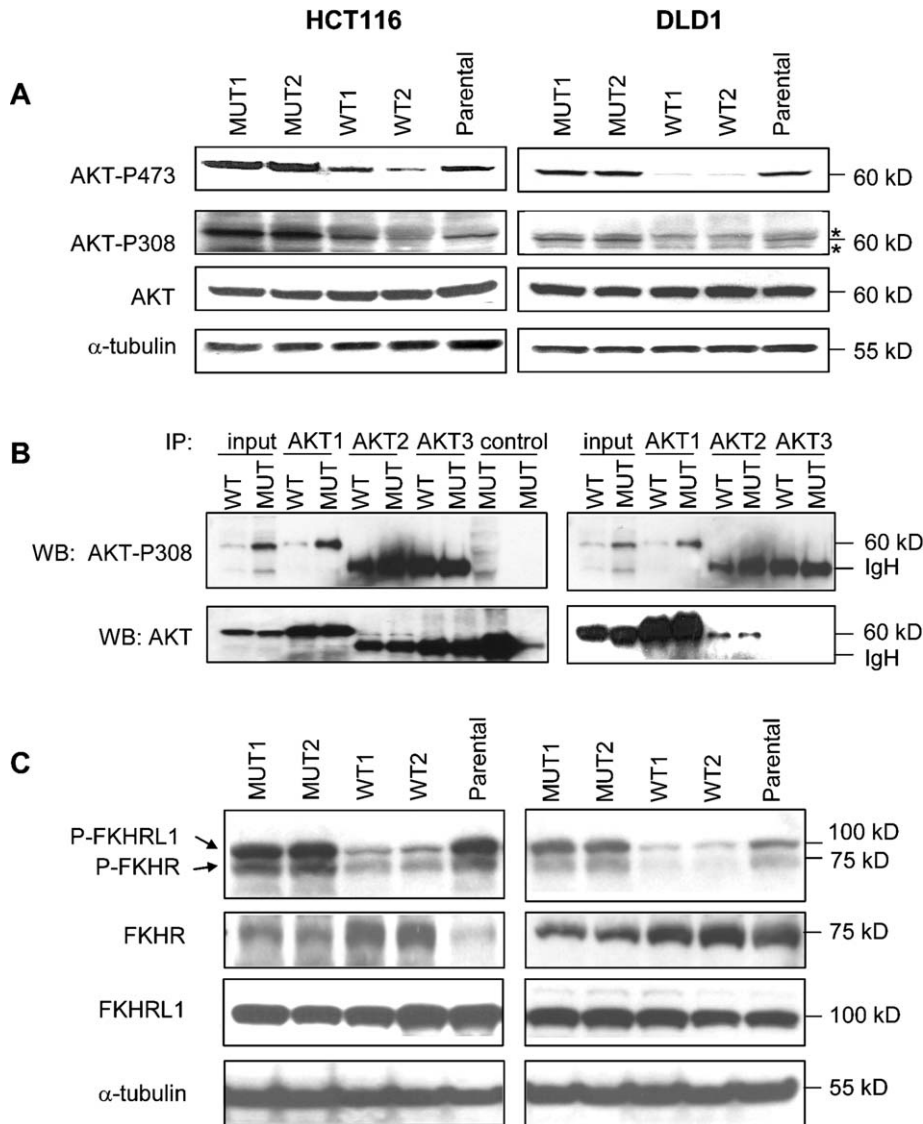 HCT116 DLD1
A
MUT1 MUT2 WT1 WT2 Parental MUT1 MUT2 WT1 WT2 Parental
AKT-P473 60 kD
AKT-P308 * 60 kD *
AKT 60 kD
α-tubulin 55 kD
B
IP: input AKT1 AKT2 AKT3 control input AKT1 AKT2 AKT3
WT MUT WT MUT WT MUT WT MUT MUT MUT WT MUT WT MUT WT MUT WT MUT
WB: AKT-P308 60 kD
IgH
WB: AKT 60 kD
IgH
C
MUT1 MUT2 WT1 WT2 Parental MUT1 MUT2 WT1 WT2 Parental
P-FKHRL1 100 kD
P-FKHR 75 kD
FKHR 75 kD
FKHRL1 100 kD
α-tubulin 55 kD